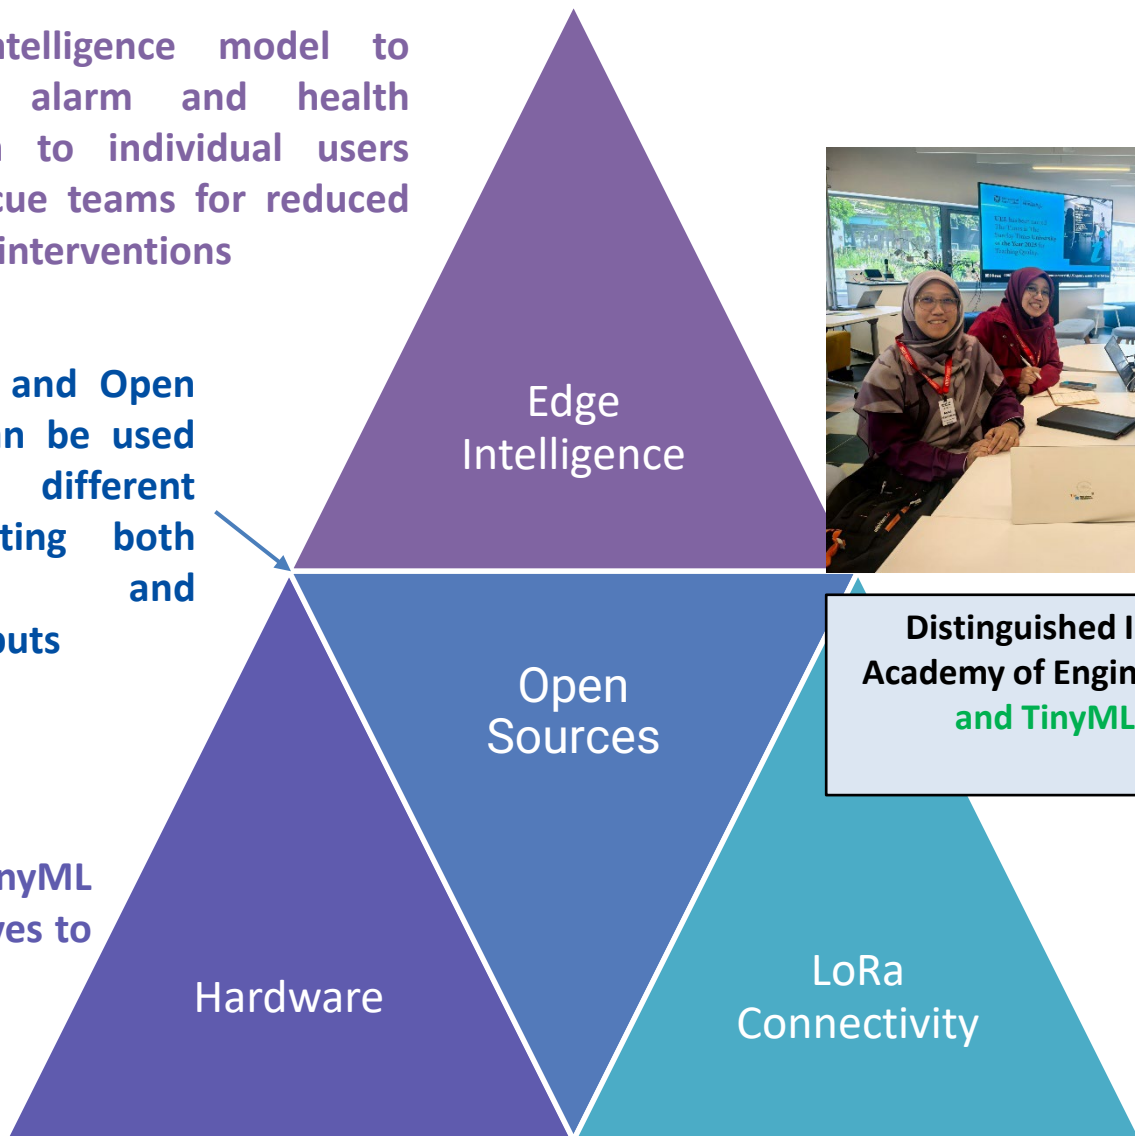 ntelligence model to
alarm and health
n to individual users
cue teams for reduced
interventions
and Open
an be used
different
ting both
and
outs
nyML
ves to
Edge
Intelligence
Open
Sources
Hardware
LoRa
Connectivity
Distinguished I
Academy of Engin
and TinyML